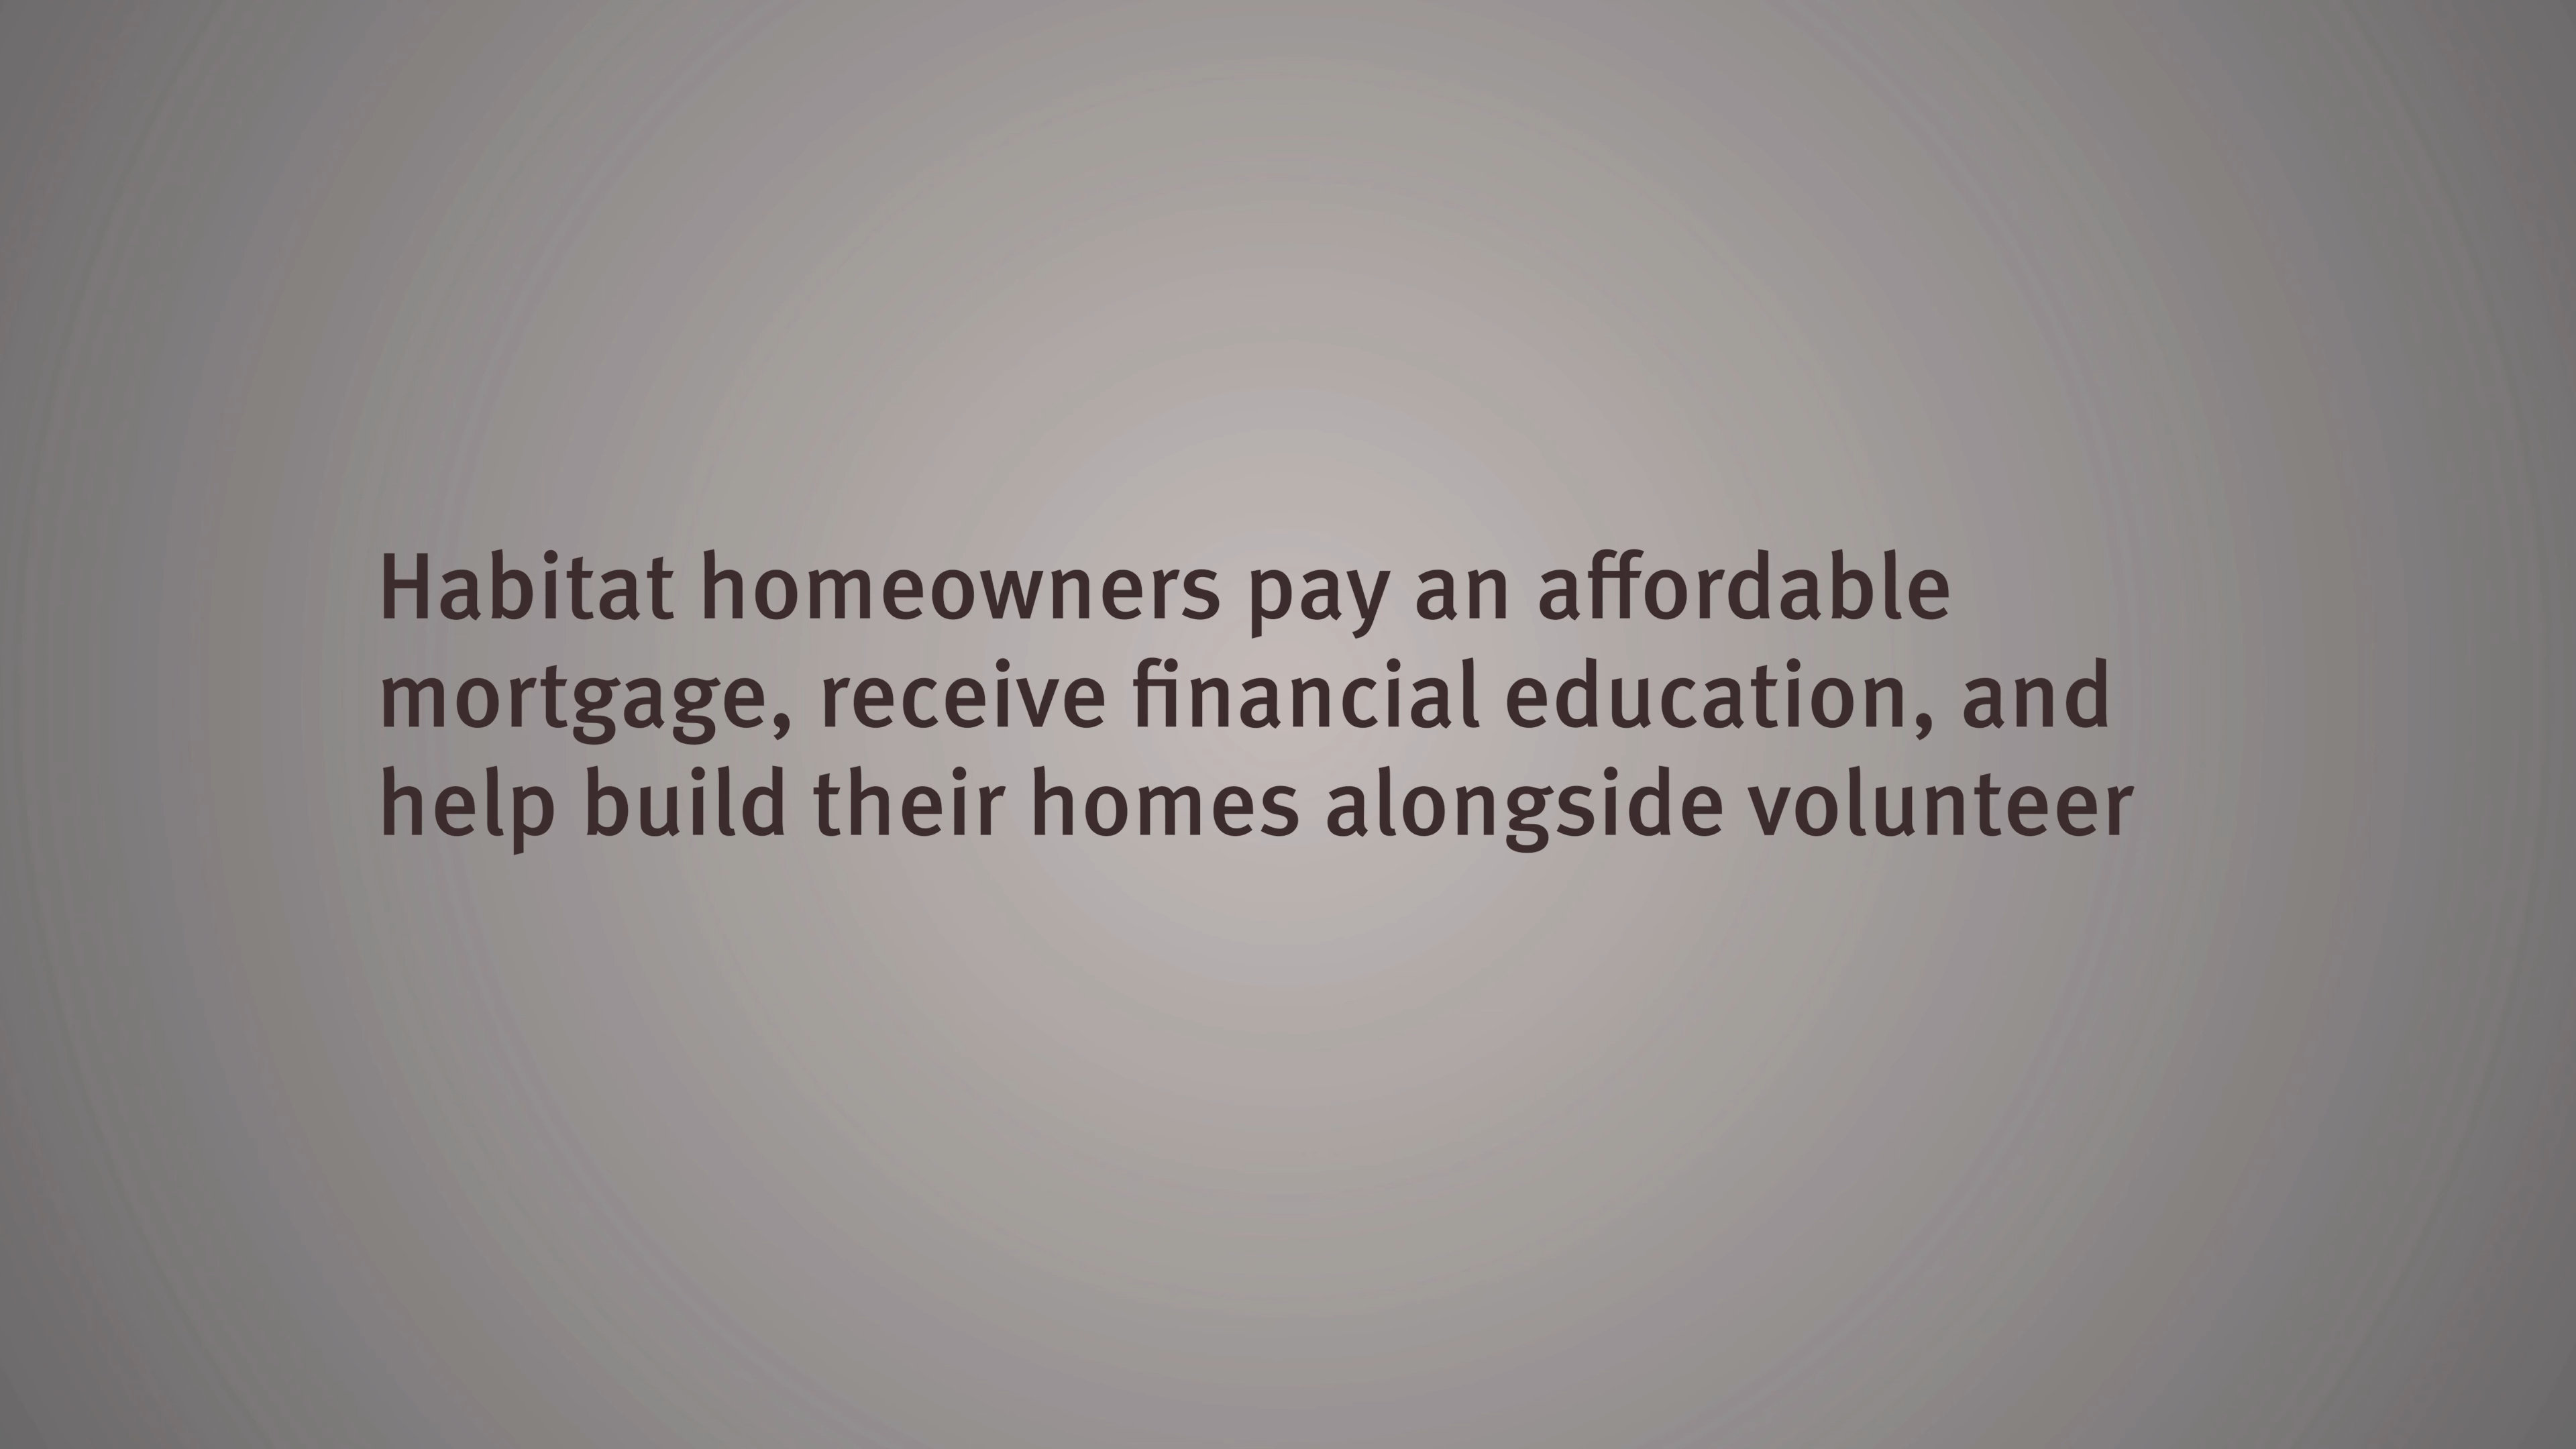 Habitat homeowners pay an affordable
mortgage, receive financial education, and
help build their homes alongside volunteer